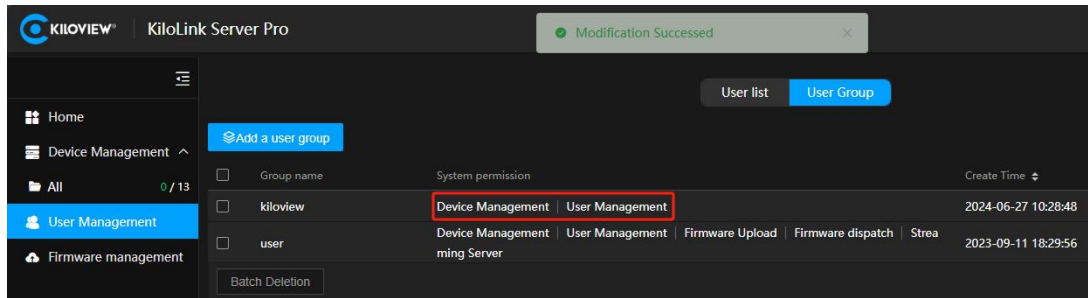 KILOVIEW® KiloLink Server Pro
Modification Successed
User list User Group
Home
Add a user group
Device Management
Group name System permission Create Time
All 0 / 13
kiloview Device Management User Management 2024-06-27 10:28:48
User Management
user Device Management User Management Firmware Upload Firmware dispatch Strea
ming Server 2023-09-11 18:29:56
Firmware management
Batch Deletion